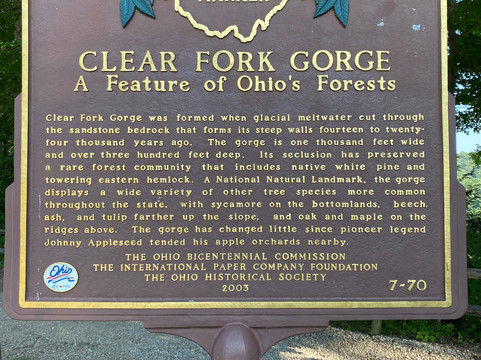 CLEAR FORK GORGE
A Feature of Ohio's Forests
Clear Fork Gorge was formed when glacial meltwater cut through
the sandstone bedrock that forms its steep walls fourteen to twenty-
four thousand years ago. The gorge is one thousand feet wide
and over three hundred feet deep. Its seclusion has preserved
a rare forest community that includes native white pine and
towering eastern hemlock. A National Natural Landmark, the gorge
displays a wide variety of other tree species more common
throughout the state, with sycamore on the bottomlands, beech,
ash, and tulip farther up the slope, and oak and maple on the
ridges above. The gorge has changed little since pioneer legend
Johnny Appleseed tended his apple orchards nearby.
THE OHIO BICENTENNIAL COMMISSION
THE INTERNATIONAL PAPER COMPANY FOUNDATION
THE OHIO HISTORICAL SOCIETY
2003
7-70
Ohio